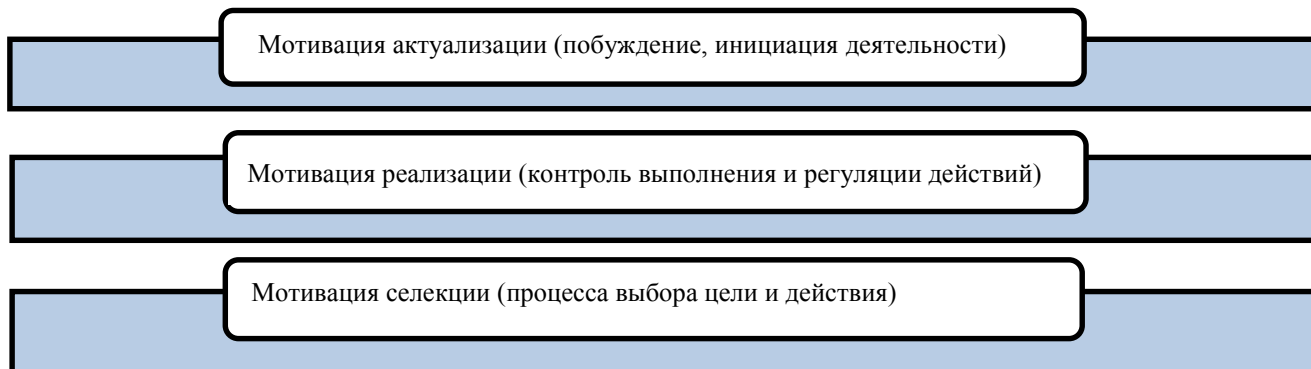 Мотивация актуализации (побуждение, инициация деятельности)
Мотивация реализации (контроль выполнения и регуляции действий)
Мотивация селекции (процесса выбора цели и действия)